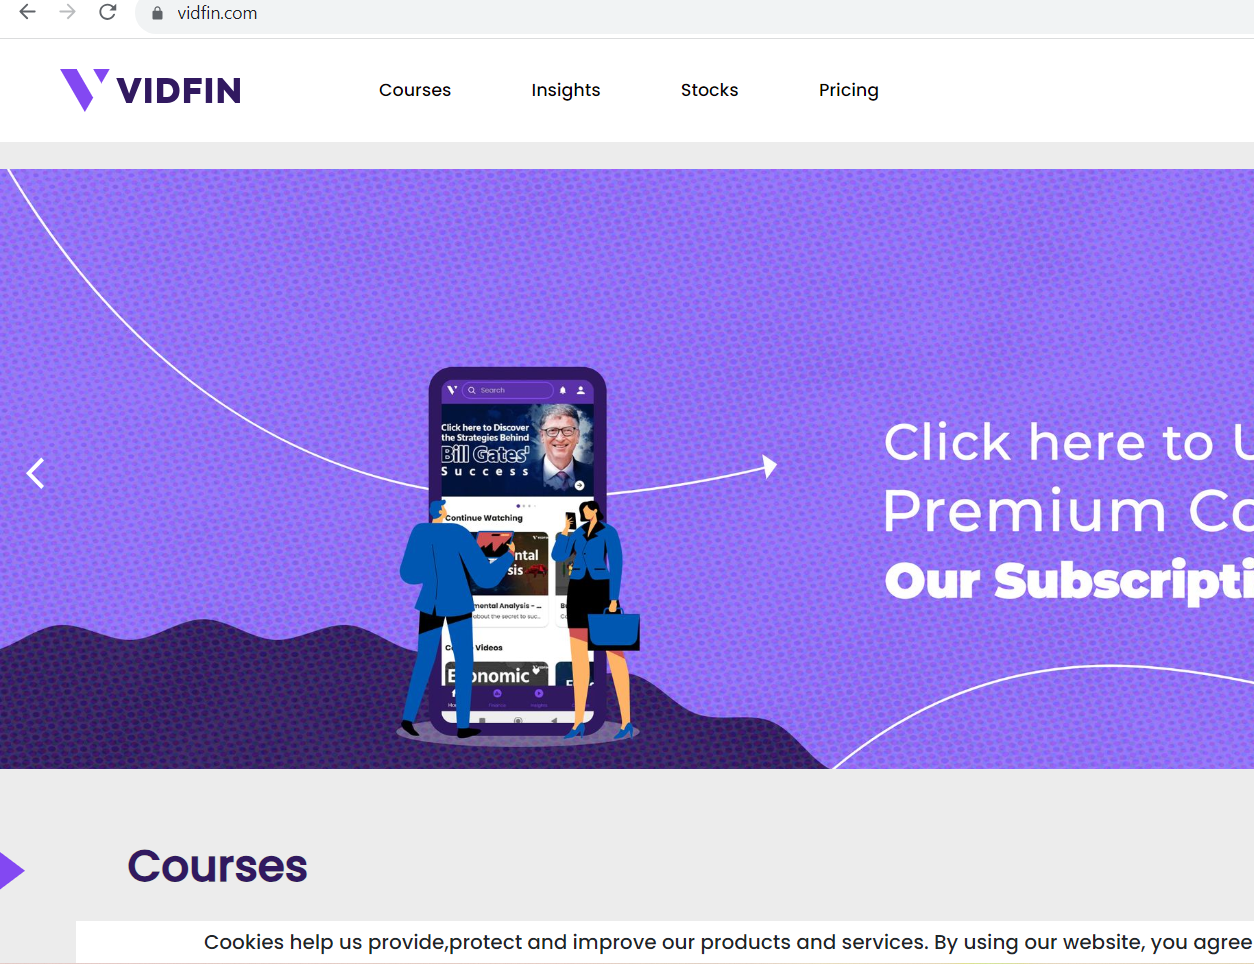 vidfin.com
VIDFIN
Courses
Insights
Stocks
Pricing
Search
Click here to Discover
the Strategies Behind
Bill Gates'
Success
Continue Watching
ntal
sis
mental Analysis - ...
about the secret to suc...
Videos
onomic
Click here to U
Premium Co
Our Subscripti
Courses
Cookies help us provide,protect and improve our products and services. By using our website, you agree